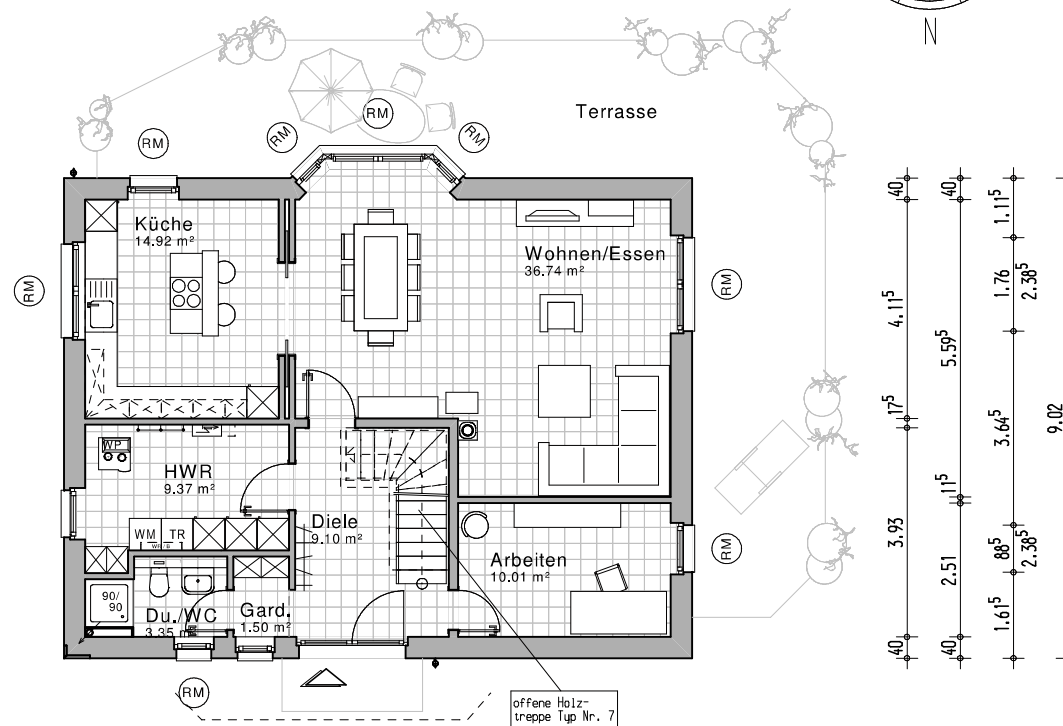 N
Terrasse
RM
RM
RM
RM
Küche
14.92 m²
Wohnen/Essen
36.74 m²
RM
RM
WP
HWR
9.37 m²
WM TR
Diele
9.10 m²
Arbeiten
10.01 m²
RM
90/
90
Du./WC
3.35
Gard.
1.50 m²
RM
offene Holz-
treppe Typ Nr. 7
40
4.11⁵
17⁵
3.93
40
40
5.59⁵
11⁵
2.51
40
1.11⁵
1.76
2.38⁵
3.64⁵
88⁵
2.38⁵
1.61⁵
9.02